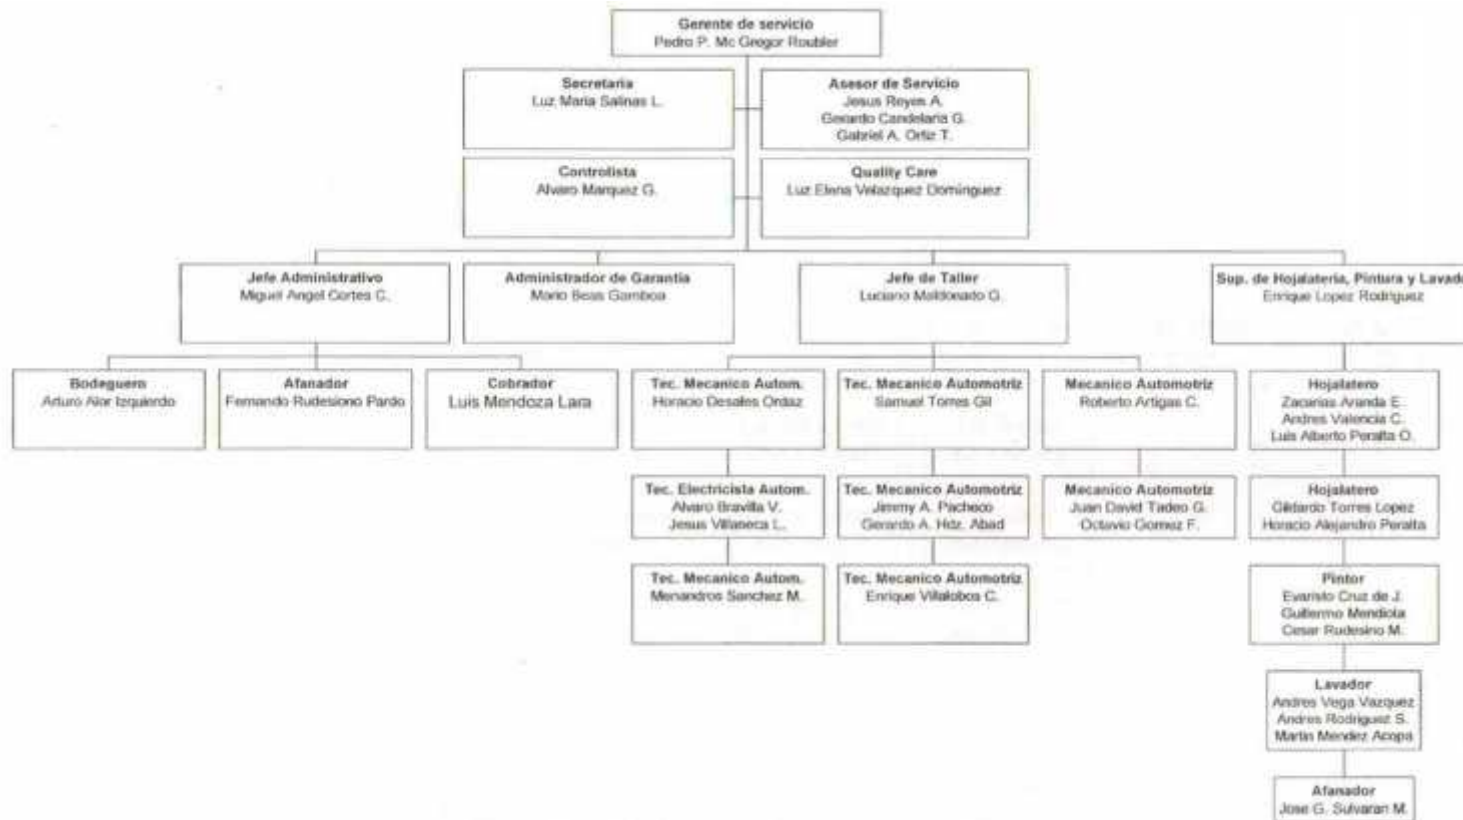 Gerente de servicio
Pedro P. Mc Gregor Roubler
Secretaria
Luz Maria Salinas L.
Asesor de Servicio
Jesus Reyes A.
Gerardo Candelaria G.
Gabriel A. Ortiz T.
Controlista
Alvaro Marquez G.
Quality Care
Luz Elena Velazquez Dominguez
Jefe Administrativo
Miguel Angel Cortes C.
Administrador de Garantia
Mario Beas Gamboa
Jefe de Taller
Luciano Maldonado G.
Sup. de Hojalateria, Pintura y Lavado
Enrique Lopez Rodriguez
Bodeguero
Arturo Alor Izquierdo
Afanador
Fernando Rudesiono Pardo
Cobrador
Luis Mendoza Lara
Tec. Mecanico Autom.
Horacio Desales Ordaz
Tec. Mecanico Automotriz
Samuel Torres Gil
Mecanico Automotriz
Roberto Artigas C.
Hojalatero
Zacarias Aranda E.
Andres Valencia C.
Luis Alberto Peralta O.
Tec. Electricista Autom.
Alvaro Bravilla V.
Jesus Villaneca L.
Tec. Mecanico Automotriz
Jimmy A. Pacheco
Gerardo A. Hdz. Abad
Mecanico Automotriz
Juan David Tadeo G.
Octavio Gomez F.
Hojalatero
Gildardo Torres Lopez
Horacio Alejandro Peralta
Tec. Mecanico Autom.
Menandros Sanchez M.
Tec. Mecanico Automotriz
Enrique Villalobos C.
Pintor
Evaristo Cruz de J.
Guillermo Mendiola
Cesar Rudesino M.
Lavador
Andres Vega Vazquez
Andres Rodriguez S.
Martin Mendez Acopa
Afanador
Jose G. Sulvaran M.